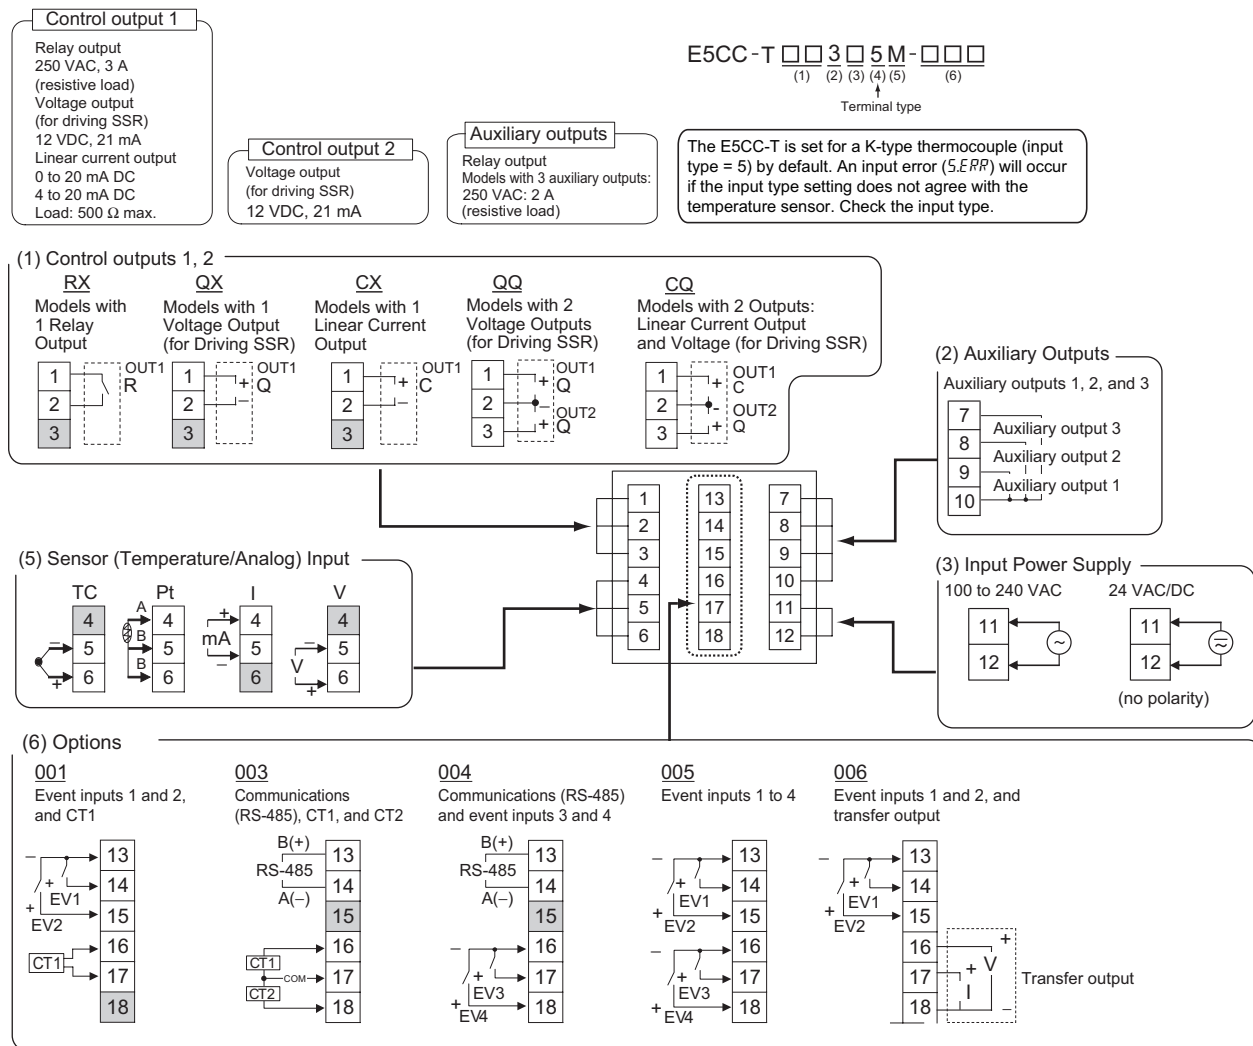 Control output 1
Relay output
250 VAC, 3 A
(resistive load)
Voltage output
(for driving SSR)
12 VDC, 21 mA
Linear current output
0 to 20 mA DC
4 to 20 mA DC
Load: 500 Ω max.
Control output 2
Voltage output
(for driving SSR)
12 VDC, 21 mA
Auxiliary outputs
Relay output
Models with 3 auxiliary outputs:
250 VAC: 2 A
(resistive load)
E5CC-T □□3□5M-□□□
(1) (2) (3) (4) (5) (6)
Terminal type
The E5CC-T is set for a K-type thermocouple (input
type = 5) by default. An input error (S.ERR) will occur
if the input type setting does not agree with the
temperature sensor. Check the input type.
(1) Control outputs 1, 2
RX
Models with
1 Relay
Output
1
2
3
OUT1
R
QX
Models with 1
Voltage Output
(for Driving SSR)
1
2
3
+
−
OUT1
Q
CX
Models with 1
Linear Current
Output
1
2
3
+
−
OUT1
C
QQ
Models with 2
Voltage Outputs
(for Driving SSR)
1
2
3
+
−
+
OUT1
Q
OUT2
Q
CQ
Models with 2 Outputs:
Linear Current Output
and Voltage (for Driving SSR)
1
2
3
+
-
+
OUT1
C
OUT2
Q
(2) Auxiliary Outputs
Auxiliary outputs 1, 2, and 3
7
8
9
10
Auxiliary output 3
Auxiliary output 2
Auxiliary output 1
1 13 7
2 14 8
3 15 9
4 16 10
5 17 11
6 18 12
(5) Sensor (Temperature/Analog) Input
TC
4
5
6
−
+
Pt
A
B
B
4
5
6
I
+
mA
−
4
5
6
V
−
V
+
4
5
6
(3) Input Power Supply
100 to 240 VAC
11
12
24 VAC/DC
11
12
(no polarity)
(6) Options
001
Event inputs 1 and 2,
and CT1
−
+
EV1
+
EV2
CT1
13
14
15
16
17
18
003
Communications
(RS-485), CT1, and CT2
B(+)
RS-485
A(−)
CT1
COM
CT2
13
14
15
16
17
18
004
Communications (RS-485)
and event inputs 3 and 4
B(+)
RS-485
A(−)
−
+
EV3
+
EV4
13
14
15
16
17
18
005
Event inputs 1 to 4
−
+
EV1
+
EV2
−
+
EV3
+
EV4
13
14
15
16
17
18
006
Event inputs 1 and 2, and
transfer output
−
+
EV1
+
EV2
13
14
15
16
17
18
+
V
+
I
−
Transfer output